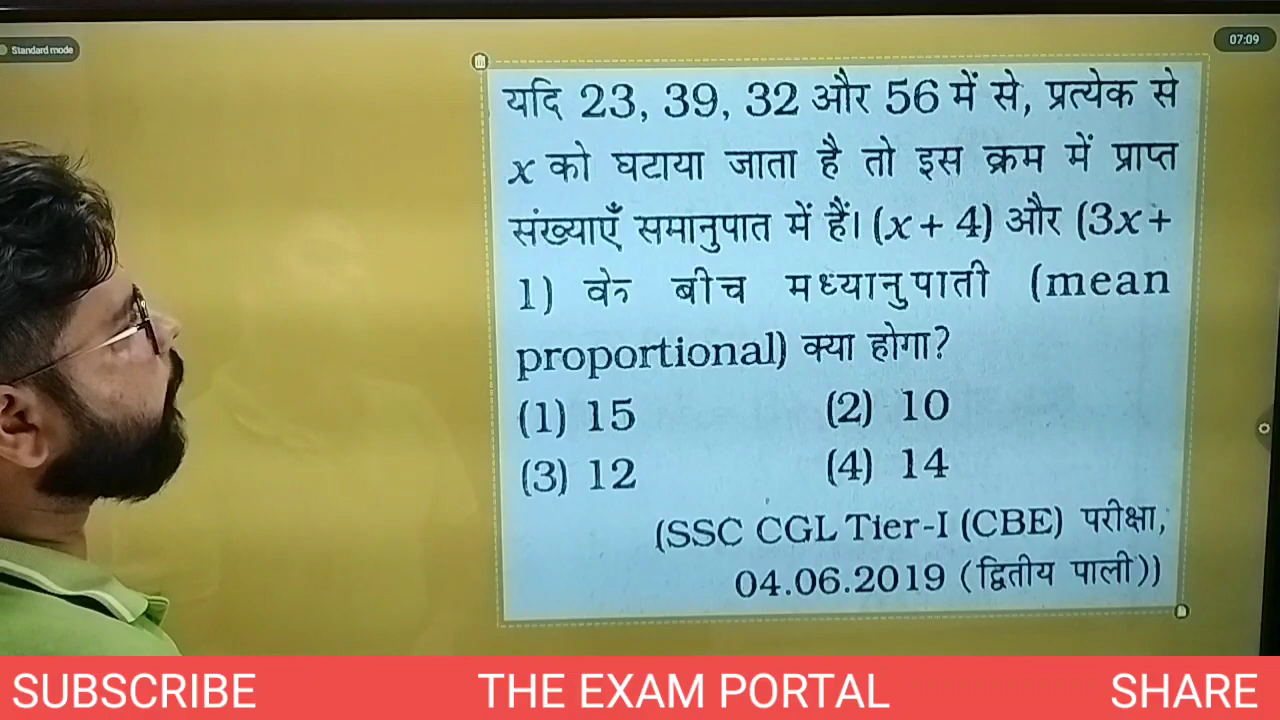 Standard mode
07:09
यदि 23, 39, 32 और 56 में से, प्रत्येक से
x को घटाया जाता है तो इस क्रम में प्राप्त
संख्याएँ समानुपात में हैं। (x + 4) और (3x +
1) के बीच मध्यानुपाती (mean
proportional) क्या होगा?
(1) 15 (2) 10
(3) 12 (4) 14
(SSC CGL Tier-I (CBE) परीक्षा,
04.06.2019 (द्वितीय पाली))
SUBSCRIBE THE EXAM PORTAL SHARE